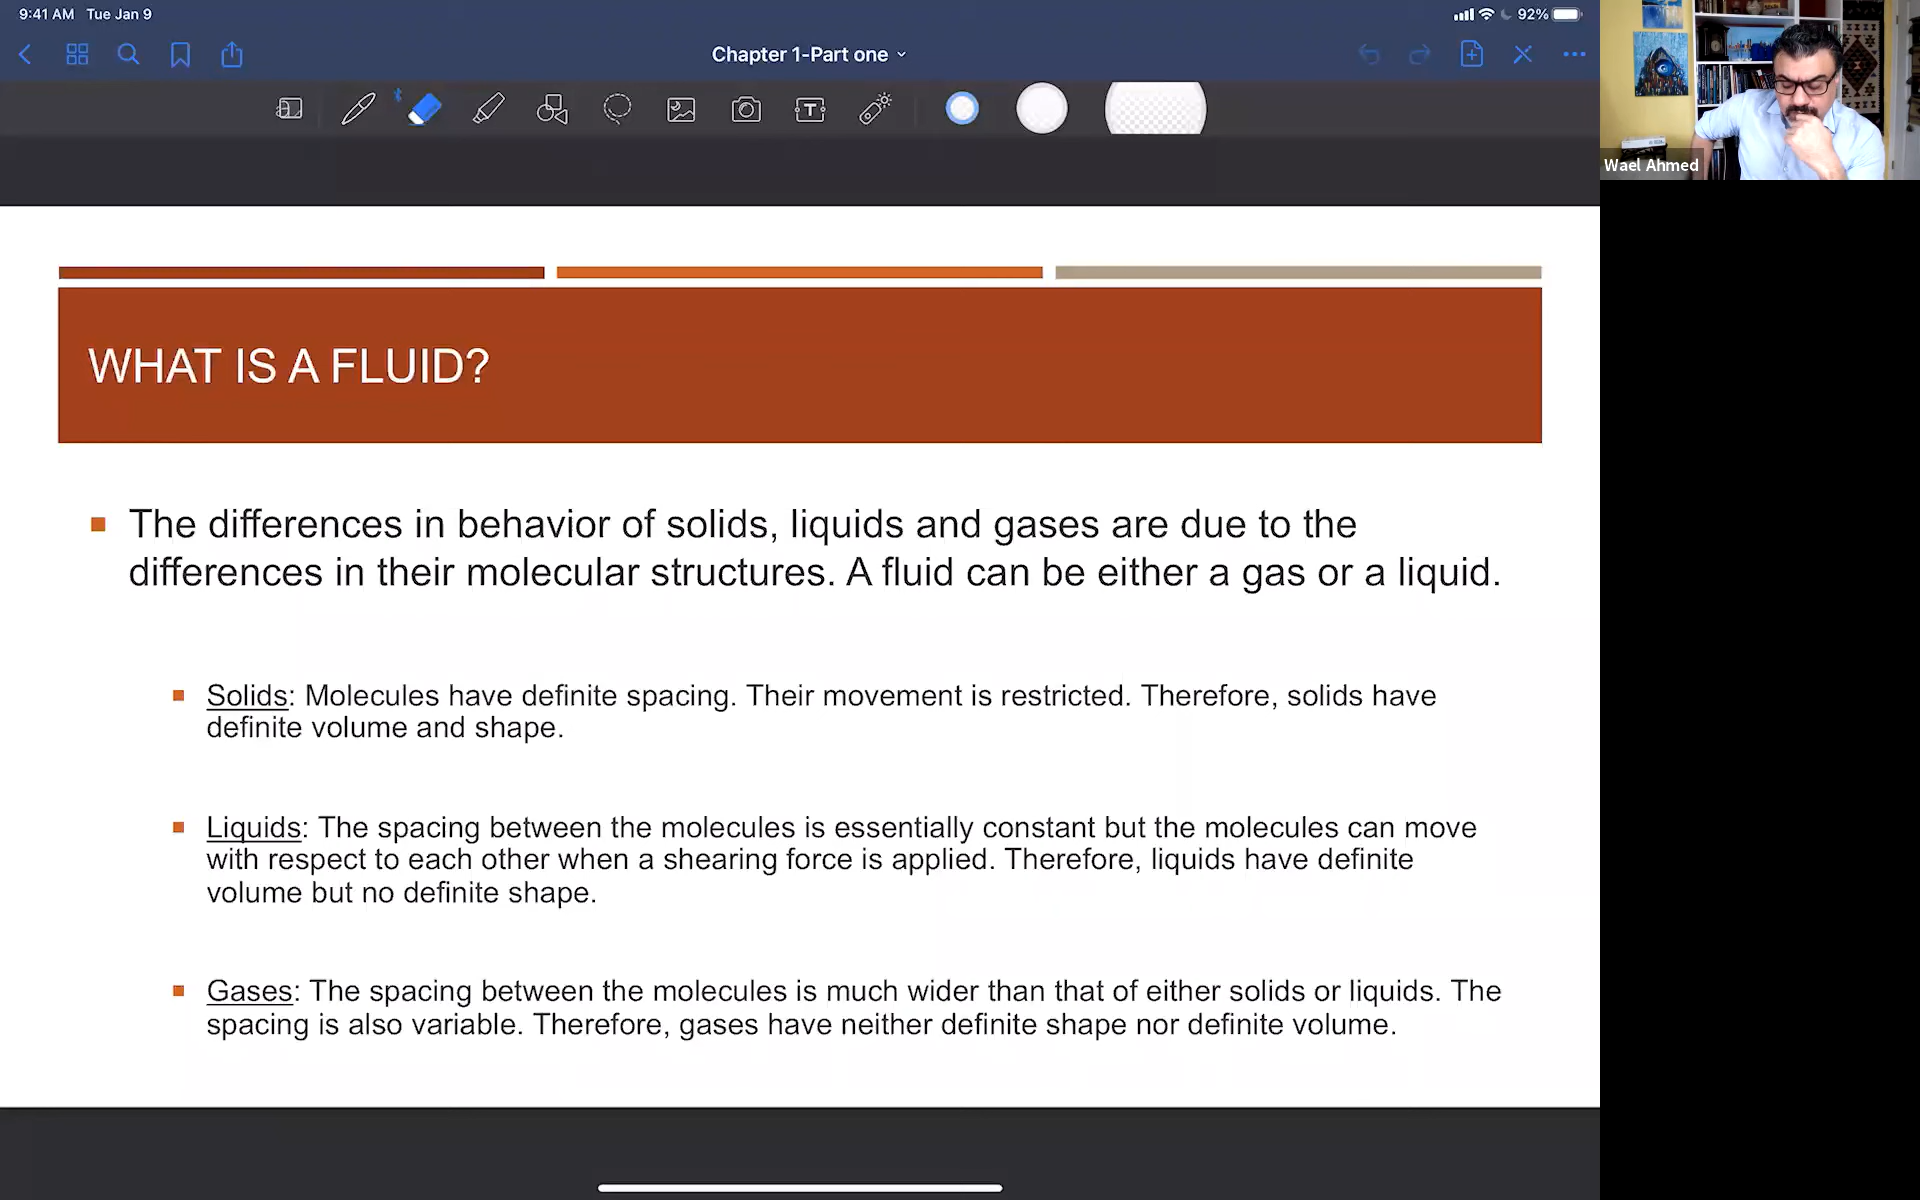 9:41 AM Tue Jan 9
92%
Chapter 1-Part one
Wael Ahmed
WHAT IS A FLUID?
The differences in behavior of solids, liquids and gases are due to the
differences in their molecular structures. A fluid can be either a gas or a liquid.
Solids: Molecules have definite spacing. Their movement is restricted. Therefore, solids have
definite volume and shape.
Liquids: The spacing between the molecules is essentially constant but the molecules can move
with respect to each other when a shearing force is applied. Therefore, liquids have definite
volume but no definite shape.
Gases: The spacing between the molecules is much wider than that of either solids or liquids. The
spacing is also variable. Therefore, gases have neither definite shape nor definite volume.